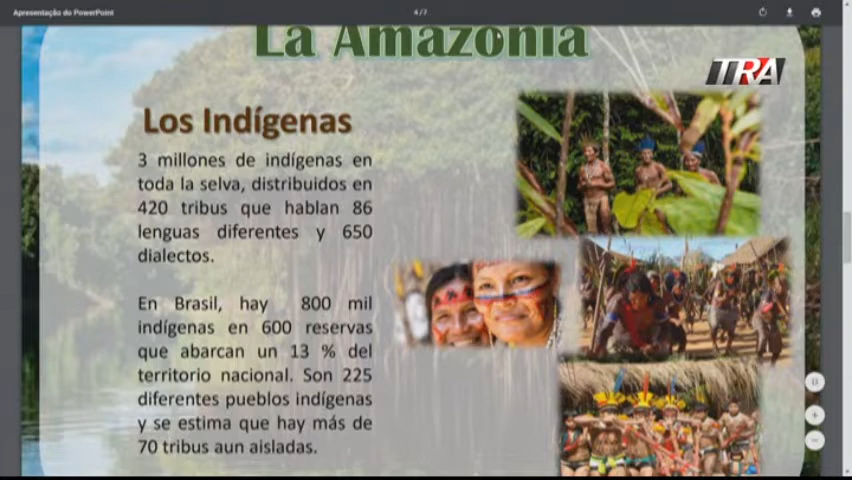 Apresentação do PowerPoint
4 / 7
La Amazonía
TRA
Los Indígenas
3 millones de indígenas en
toda la selva, distribuidos en
420 tribus que hablan 86
lenguas diferentes y 650
dialectos.
En Brasil, hay 800 mil
indígenas en 600 reservas
que abarcan un 13 % del
territorio nacional. Son 225
diferentes pueblos indígenas
y se estima que hay más de
70 tribus aun aisladas.